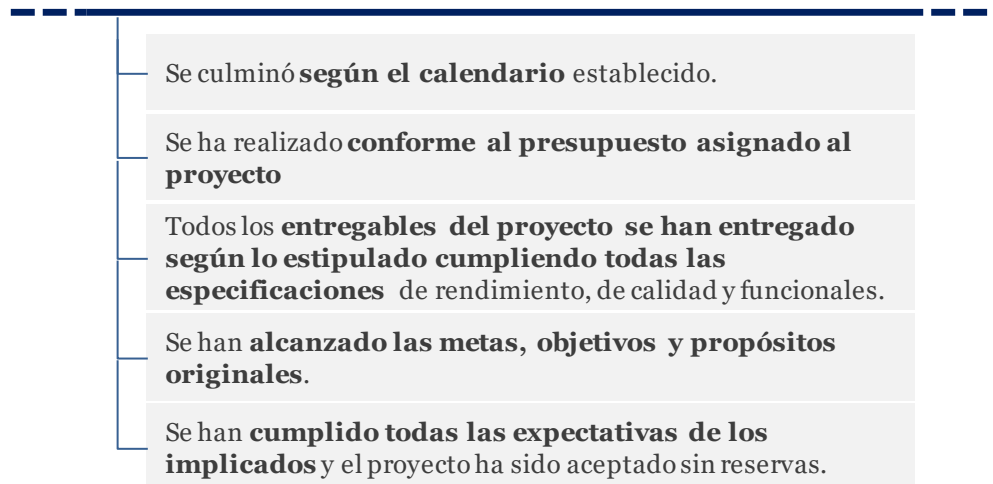 Se culminó según el calendario establecido.
Se ha realizado conforme al presupuesto asignado al
proyecto
Todos los entregables del proyecto se han entregado
según lo estipulado cumpliendo todas las
especificaciones de rendimiento, de calidad y funcionales.
Se han alcanzado las metas, objetivos y propósitos
originales.
Se han cumplido todas las expectativas de los
implicados y el proyecto ha sido aceptado sin reservas.